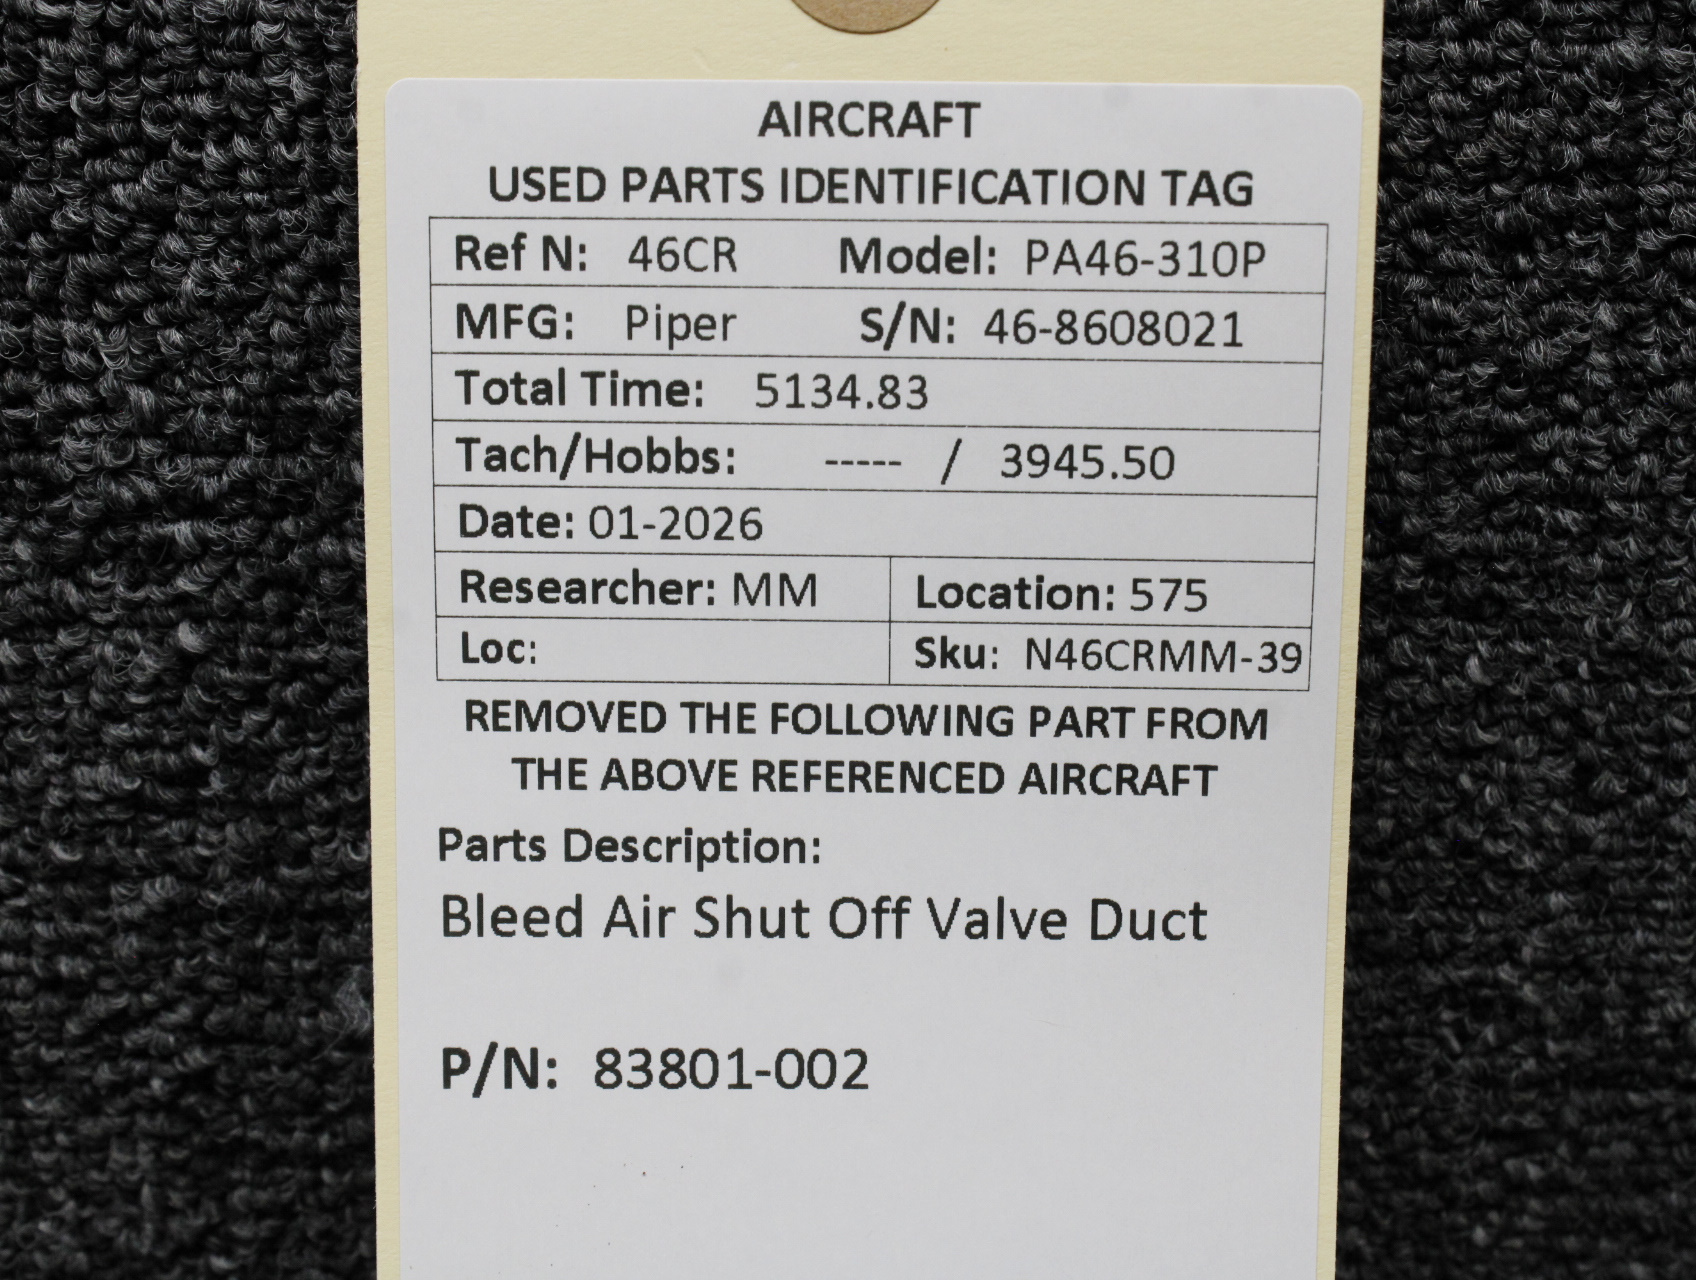 AIRCRAFT
USED PARTS IDENTIFICATION TAG
Ref N: 46CR Model: PA46-310P
MFG: Piper S/N: 46-8608021
Total Time: 5134.83
Tach/Hobbs: ----- / 3945.50
Date: 01-2026
Researcher: MM Location: 575
Loc: Sku: N46CRMM-39
REMOVED THE FOLLOWING PART FROM
THE ABOVE REFERENCED AIRCRAFT
Parts Description:
Bleed Air Shut Off Valve Duct
P/N: 83801-002